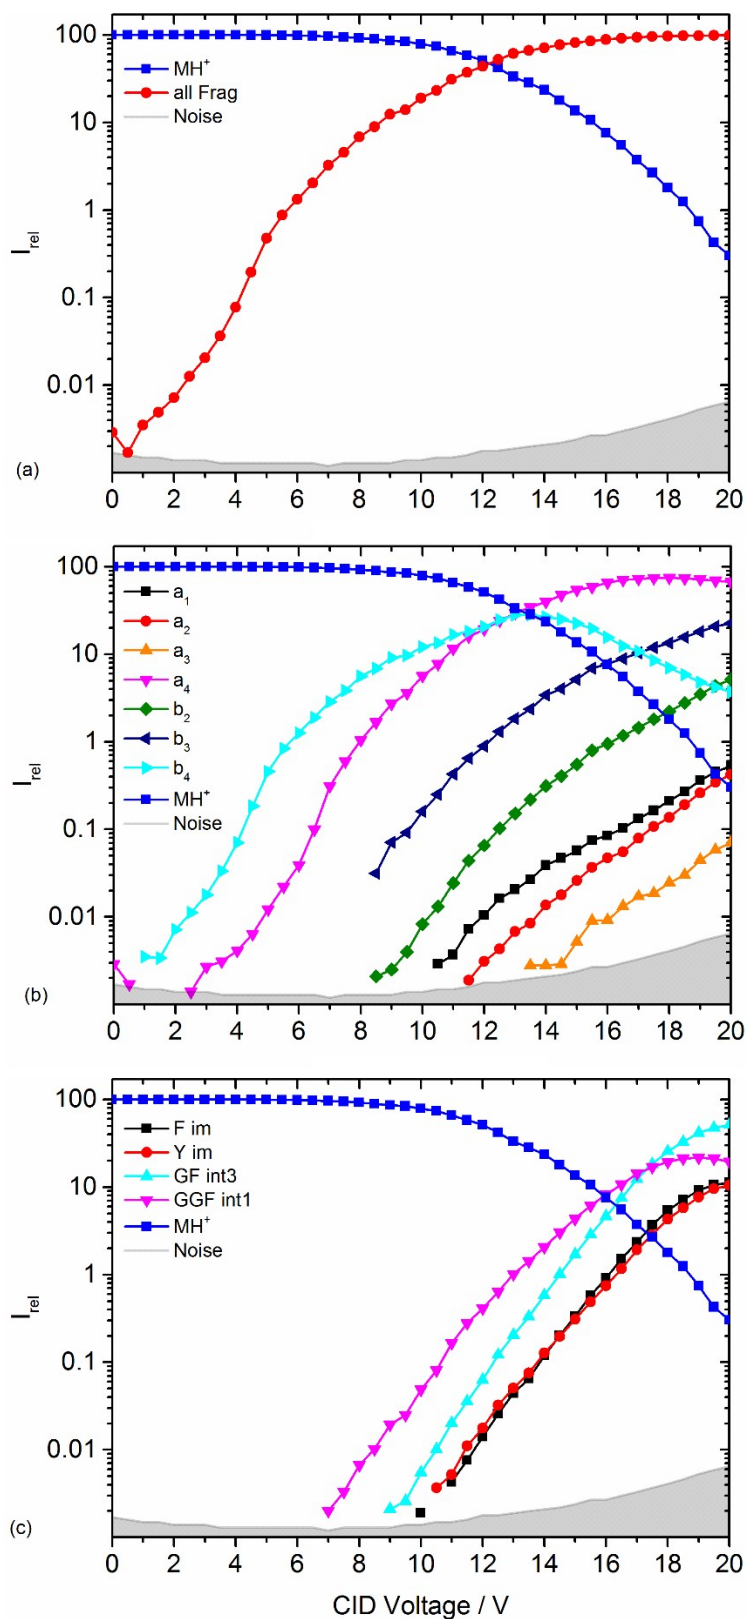 100
10
1
0.1
0.01
I_rel
MH⁺
all Frag
Noise
(a)
0 2 4 6 8 10 12 14 16 18 20
100
10
1
0.1
0.01
I_rel
a₁
a₂
a₃
a₄
b₂
b₃
b₄
MH⁺
Noise
(b)
0 2 4 6 8 10 12 14 16 18 20
100
10
1
0.1
0.01
I_rel
F im
Y im
GF int3
GGF int1
MH⁺
Noise
(c)
0 2 4 6 8 10 12 14 16 18 20
CID Voltage / V